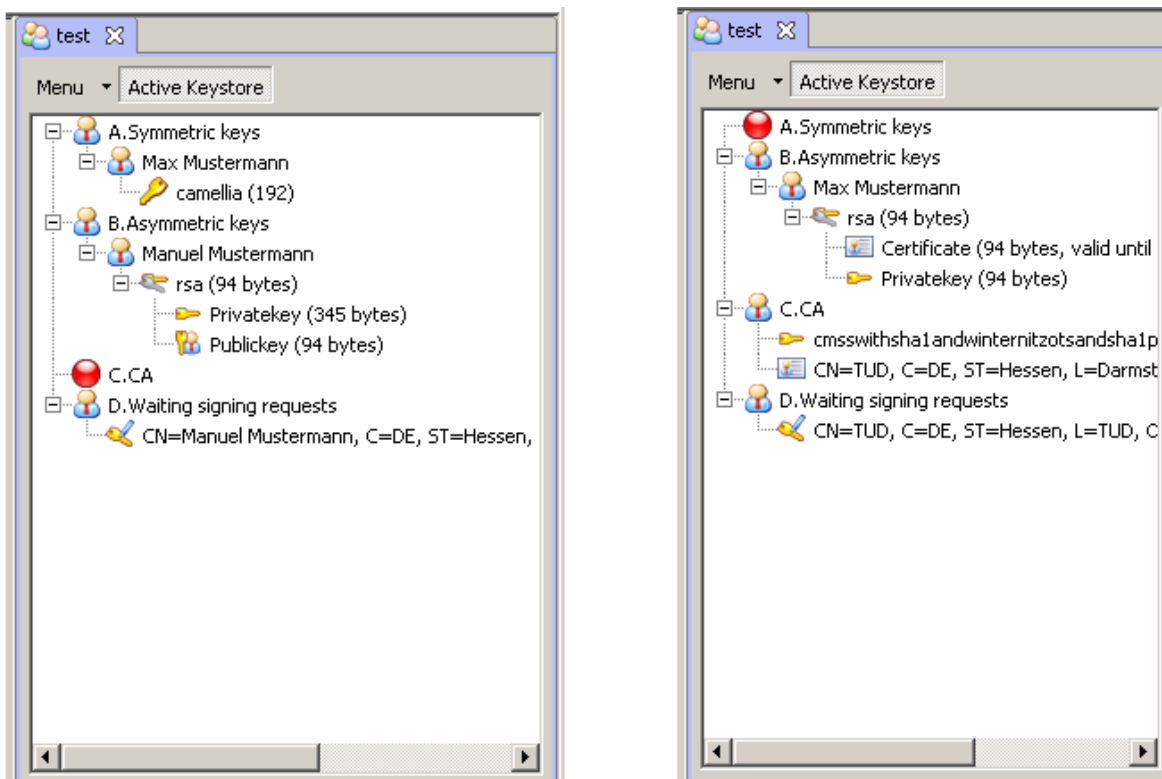 test
Menu Active Keystore
A.Symmetric keys
Max Mustermann
camellia (192)
B.Asymmetric keys
Manuel Mustermann
rsa (94 bytes)
Privatekey (345 bytes)
Publickey (94 bytes)
C.CA
D.Waiting signing requests
CN=Manuel Mustermann, C=DE, ST=Hessen,
test
Menu Active Keystore
A.Symmetric keys
B.Asymmetric keys
Max Mustermann
rsa (94 bytes)
Certificate (94 bytes, valid until
Privatekey (94 bytes)
C.CA
cmsswithsha1andwinternitzotsandsha1p
CN=TUD, C=DE, ST=Hessen, L=Darmst
D.Waiting signing requests
CN=TUD, C=DE, ST=Hessen, L=TUD, C